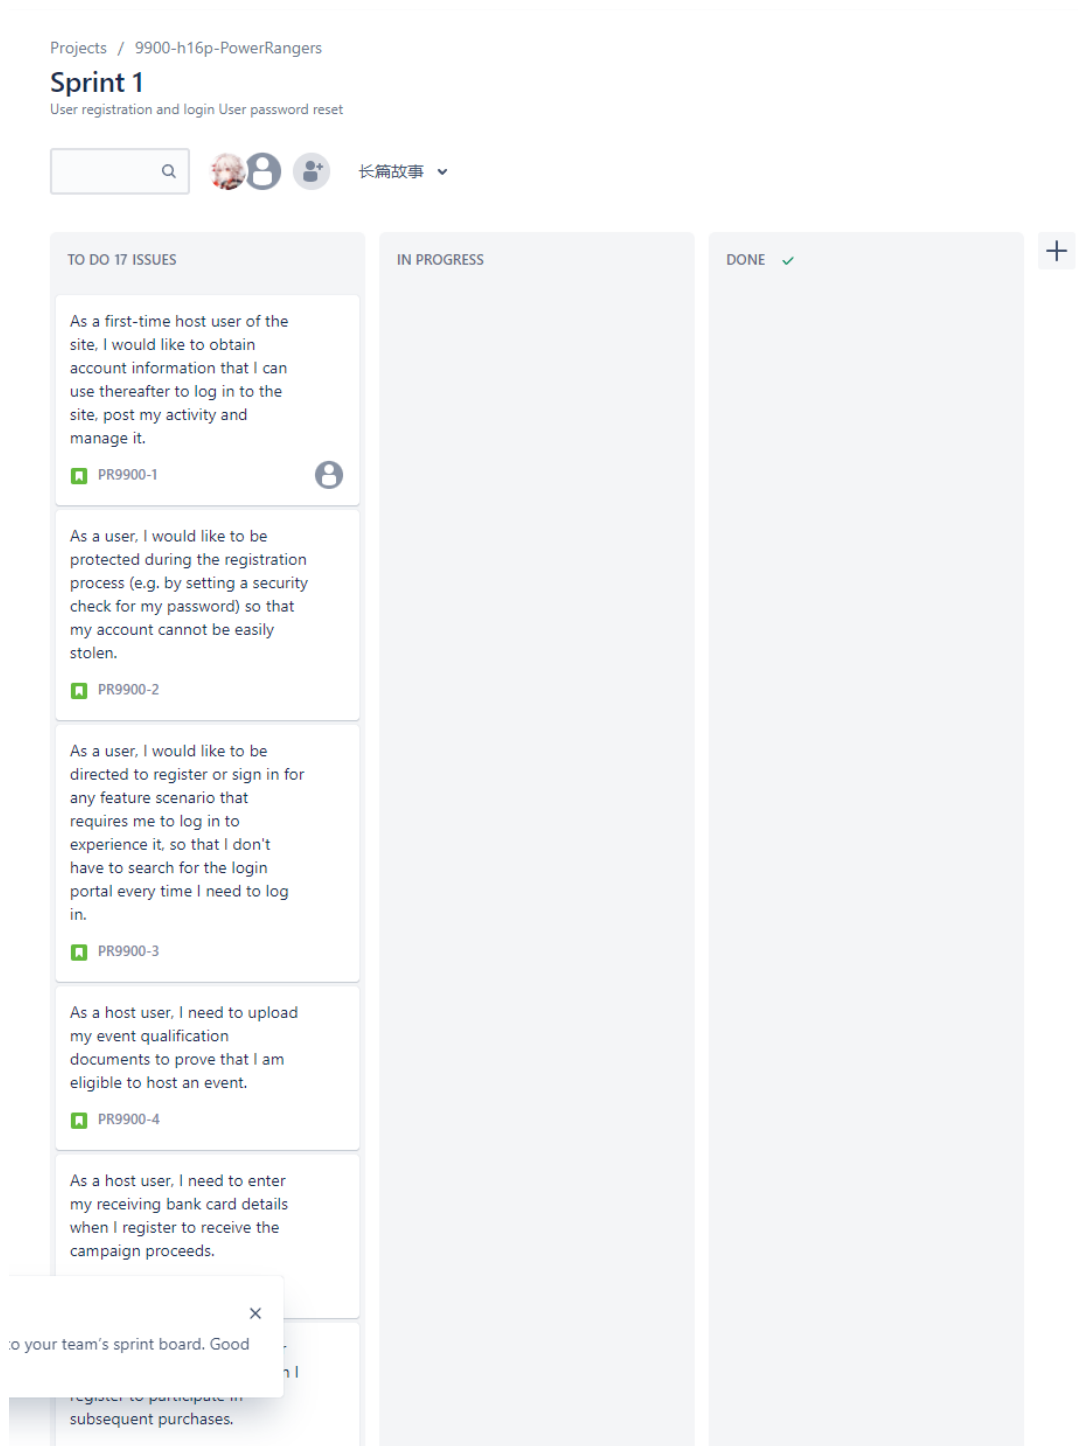 Projects / 9900-h16p-PowerRangers
Sprint 1
User registration and login User password reset
长篇故事
TO DO 17 ISSUES
IN PROGRESS
DONE
As a first-time host user of the
site, I would like to obtain
account information that I can
use thereafter to log in to the
site, post my activity and
manage it.
PR9900-1
As a user, I would like to be
protected during the registration
process (e.g. by setting a security
check for my password) so that
my account cannot be easily
stolen.
PR9900-2
As a user, I would like to be
directed to register or sign in for
any feature scenario that
requires me to log in to
experience it, so that I don't
have to search for the login
portal every time I need to log
in.
PR9900-3
As a host user, I need to upload
my event qualification
documents to prove that I am
eligible to host an event.
PR9900-4
As a host user, I need to enter
my receiving bank card details
when I register to receive the
campaign proceeds.
to your team's sprint board. Good
I
register to participate in
subsequent purchases.